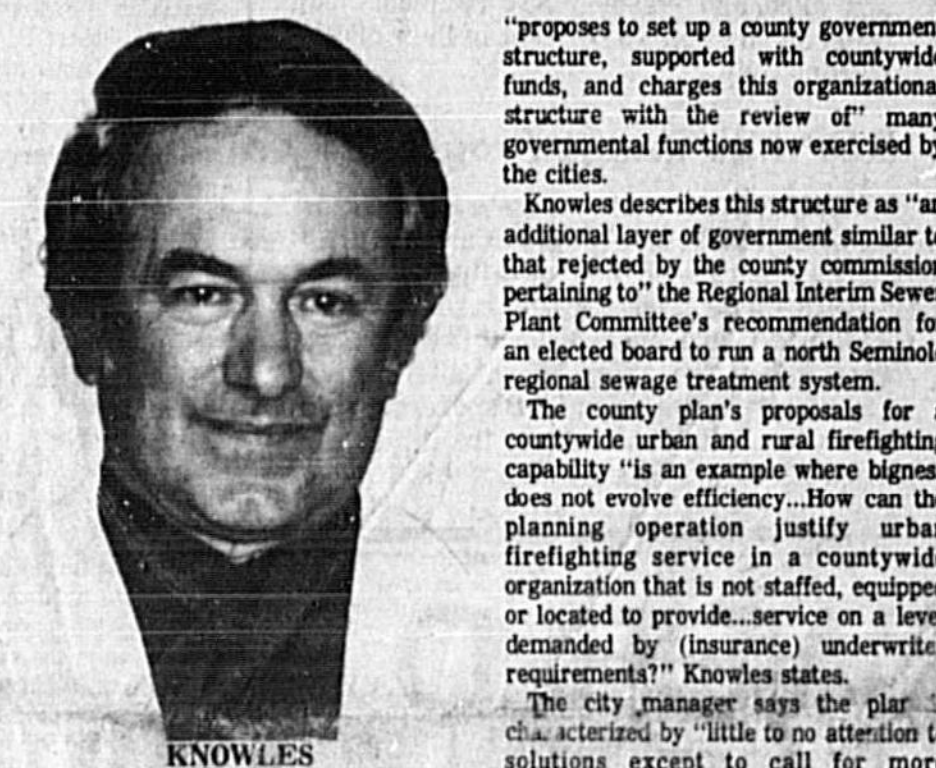 KNOWLES
"proposes to set up a county governmen
structure, supported with countywide
funds, and charges this organizational
structure with the review of" many
governmental functions now exercised by
the cities.
Knowles describes this structure as "an
additional layer of government similar to
that rejected by the county commission
pertaining to" the Regional Interim Sewer
Plant Committee's recommendation fo
an elected board to run a north Seminole
regional sewage treatment system.
The county plan's proposals for a
countywide urban and rural firefighting
capability "is an example where bignes
does not evolve efficiency...How can the
planning operation justify urban
firefighting service in a countywide
organization that is not staffed, equipped
or located to provide...service on a level
demanded by (insurance) underwrite
requirements?" Knowles states.
The city manager says the plan
characterized by "little to no attention t
solutions except to call for more